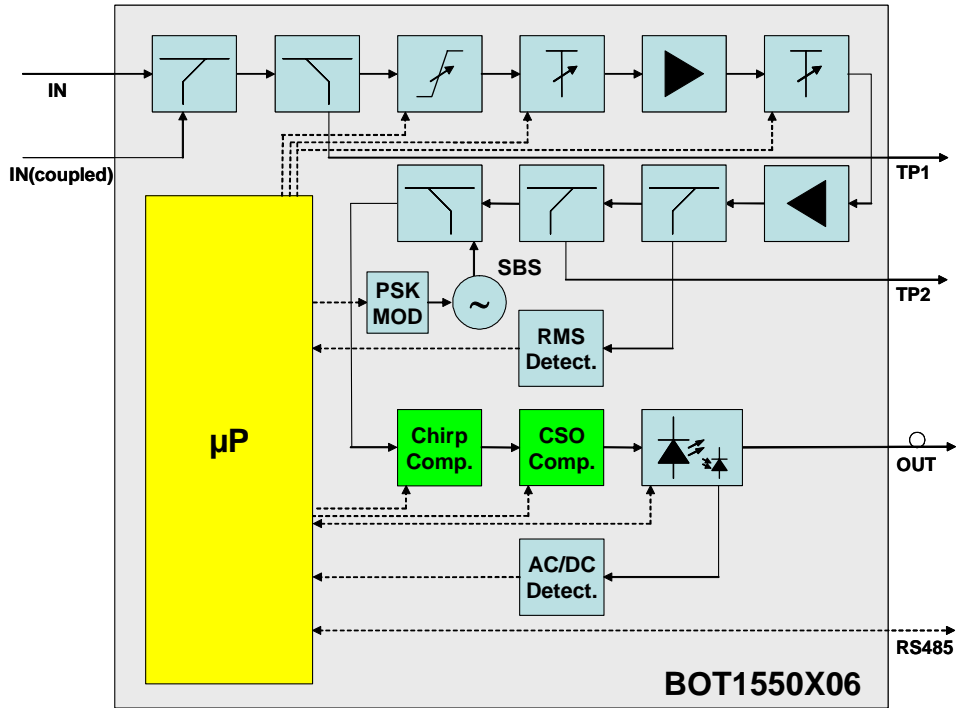 IN
IN(coupled)
TP1
SBS
TP2
PSK
MOD
~
RMS
Detect.
µP
Chirp
Comp.
CSO
Comp.
OUT
AC/DC
Detect.
RS485
BOT1550X06